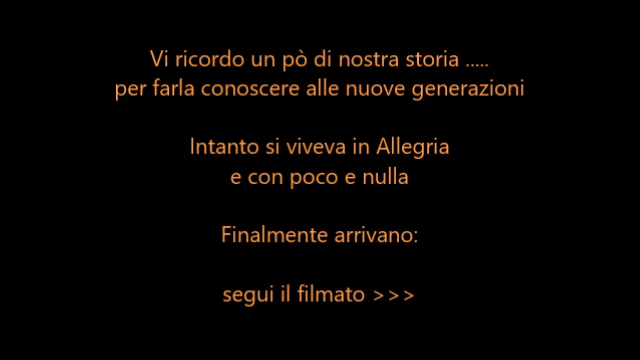 Vi ricordo un pò di nostra storia .....
per farla conoscere alle nuove generazioni
Intanto si viveva in Allegria
e con poco e nulla
Finalmente arrivano:
segui il filmato >>>